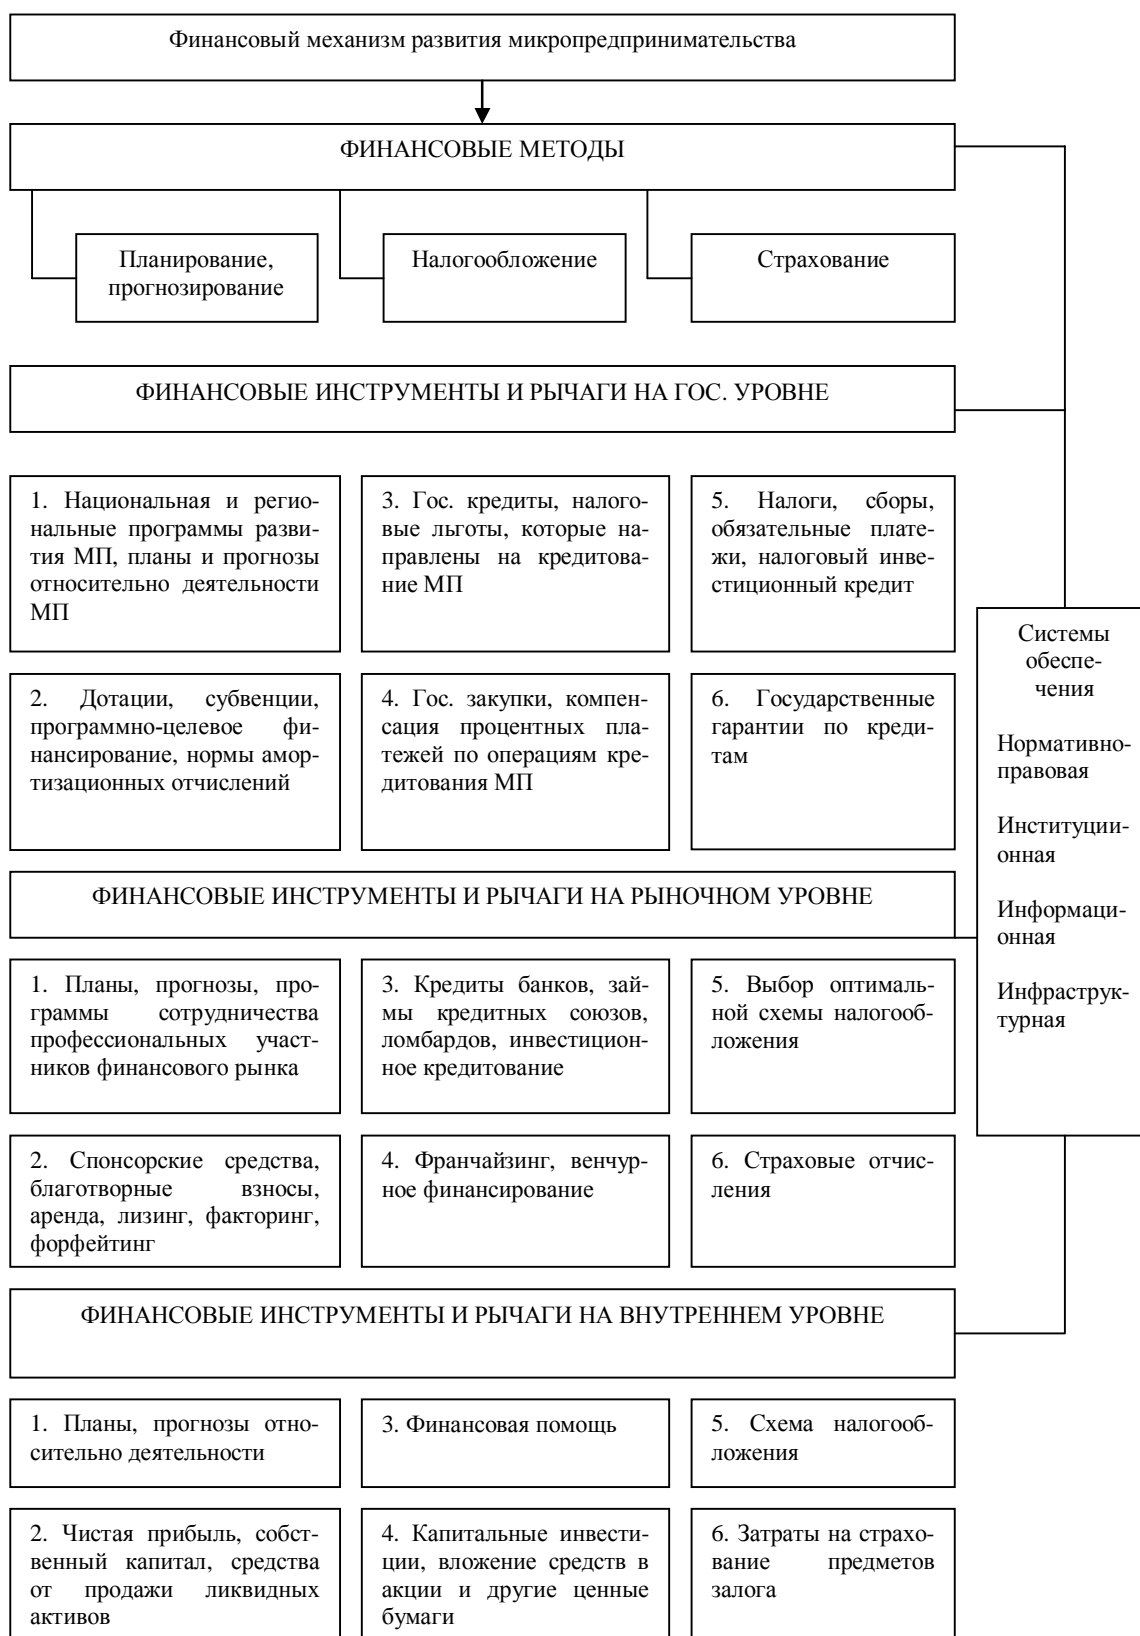 Финансовый механизм развития микропредпринимательства
ФИНАНСОВЫЕ МЕТОДЫ
Планирование,
прогнозирование
Налогообложение
Страхование
ФИНАНСОВЫЕ ИНСТРУМЕНТЫ И РЫЧАГИ НА ГОС. УРОВНЕ
1. Национальная и регио-
нальные программы разви-
тия МП, планы и прогнозы
относительно деятельности
МП
3. Гос. кредиты, налого-
вые льготы, которые на-
правлены на кредитова-
ние МП
5. Налоги, сборы,
обязательные плате-
жи, налоговый инве-
стиционный кредит
2. Дотации, субвенции,
программно-целевое фи-
нансирование, нормы амор-
тизационных отчислений
4. Гос. закупки, компен-
сация процентных пла-
тежей по операциям кре-
дитования МП
6. Государственные
гарантии по креди-
там
Системы
обеспе-
чения
Нормативно-
правовая
Институци-
онная
Информаци-
онная
Инфраструк-
турная
ФИНАНСОВЫЕ ИНСТРУМЕНТЫ И РЫЧАГИ НА РЫНОЧНОМ УРОВНЕ
1. Планы, прогнозы, про-
граммы сотрудничества
профессиональных участ-
ников финансового рынка
3. Кредиты банков, зай-
мы кредитных союзов,
ломбардов, инвестицион-
ное кредитование
5. Выбор оптималь-
ной схемы налогооб-
ложения
2. Спонсорские средства,
благотворные взносы,
аренда, лизинг, факторинг,
форфейтинг
4. Франчайзинг, венчур-
ное финансирование
6. Страховые отчис-
ления
ФИНАНСОВЫЕ ИНСТРУМЕНТЫ И РЫЧАГИ НА ВНУТРЕННЕМ УРОВНЕ
1. Планы, прогнозы отно-
сительно деятельности
3. Финансовая помощь
5. Схема налогооб-
ложения
2. Чистая прибыль, собст-
венный капитал, средства
от продажи ликвидных
активов
4. Капитальные инвести-
ции, вложение средств в
акции и другие ценные
бумаги
6. Затраты на страхо-
вание предметов
залога